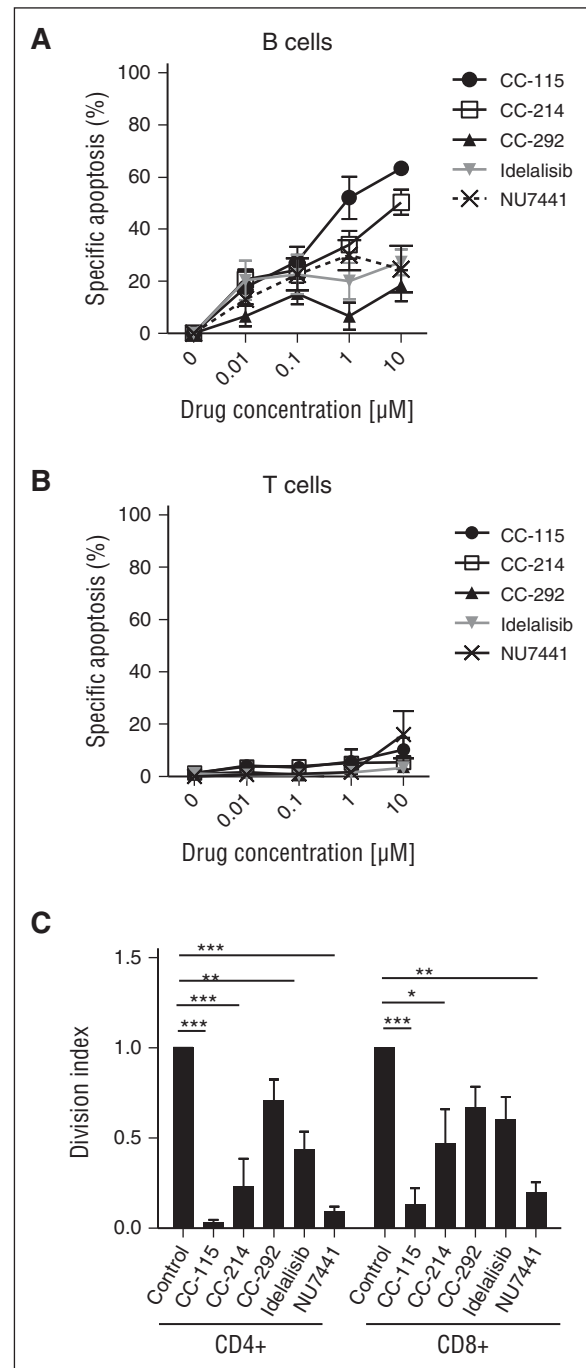 A
B cells
Specific apoptosis (%)
100
80
60
40
20
0
0
0.01
0.1
1
10
Drug concentration [µM]
CC-115
CC-214
CC-292
Idelalisib
NU7441
B
T cells
Specific apoptosis (%)
100
80
60
40
20
0
0
0.01
0.1
1
10
Drug concentration [µM]
CC-115
CC-214
CC-292
Idelalisib
NU7441
C
Division index
1.5
1.0
0.5
0.0
***
**
***
***
**
*
***
Control
CC-115
CC-214
CC-292
Idelalisib
NU7441
Control
CC-115
CC-214
CC-292
Idelalisib
NU7441
CD4+
CD8+